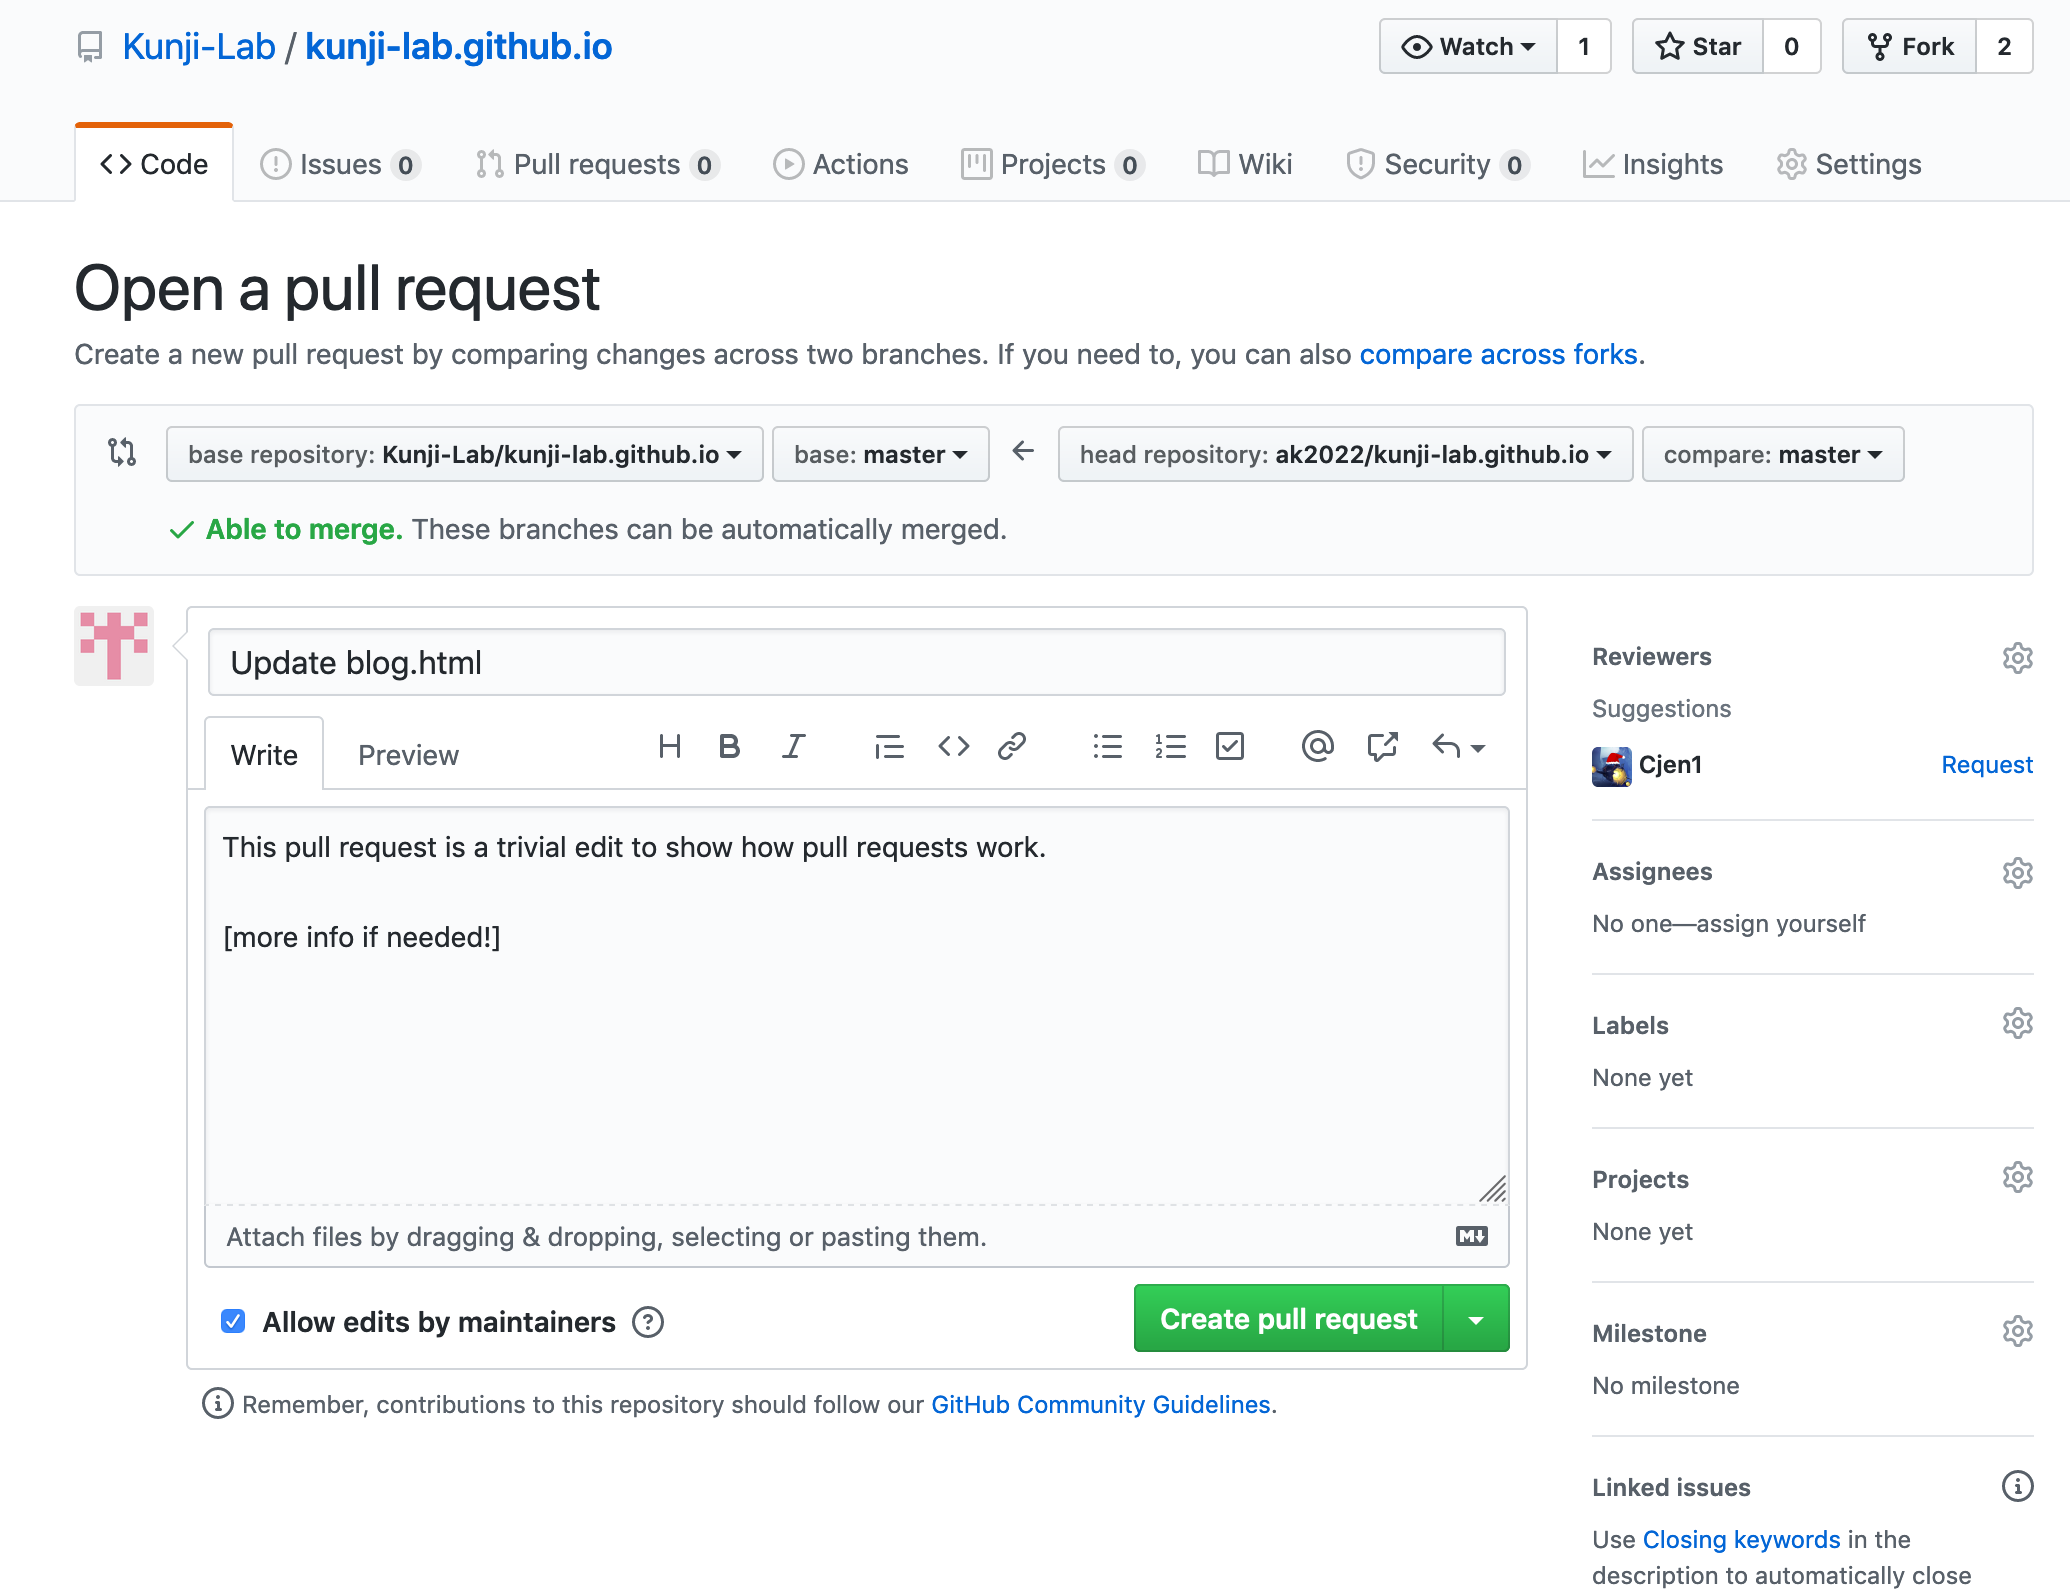 Kunji-Lab / kunji-lab.github.io
Watch 1 Star 0 Fork 2
Code Issues 0 Pull requests 0 Actions Projects 0 Wiki Security 0 Insights Settings
Open a pull request
Create a new pull request by comparing changes across two branches. If you need to, you can also compare across forks.
base repository: Kunji-Lab/kunji-lab.github.io base: master head repository: ak2022/kunji-lab.github.io compare: master
Able to merge. These branches can be automatically merged.
Update blog.html
Write Preview
This pull request is a trivial edit to show how pull requests work.
[more info if needed!]
Attach files by dragging & dropping, selecting or pasting them.
Allow edits by maintainers
Create pull request
Remember, contributions to this repository should follow our GitHub Community Guidelines.
Reviewers
Suggestions
Cjen1 Request
Assignees
No one—assign yourself
Labels
None yet
Projects
None yet
Milestone
No milestone
Linked issues
Use Closing keywords in the
description to automatically close